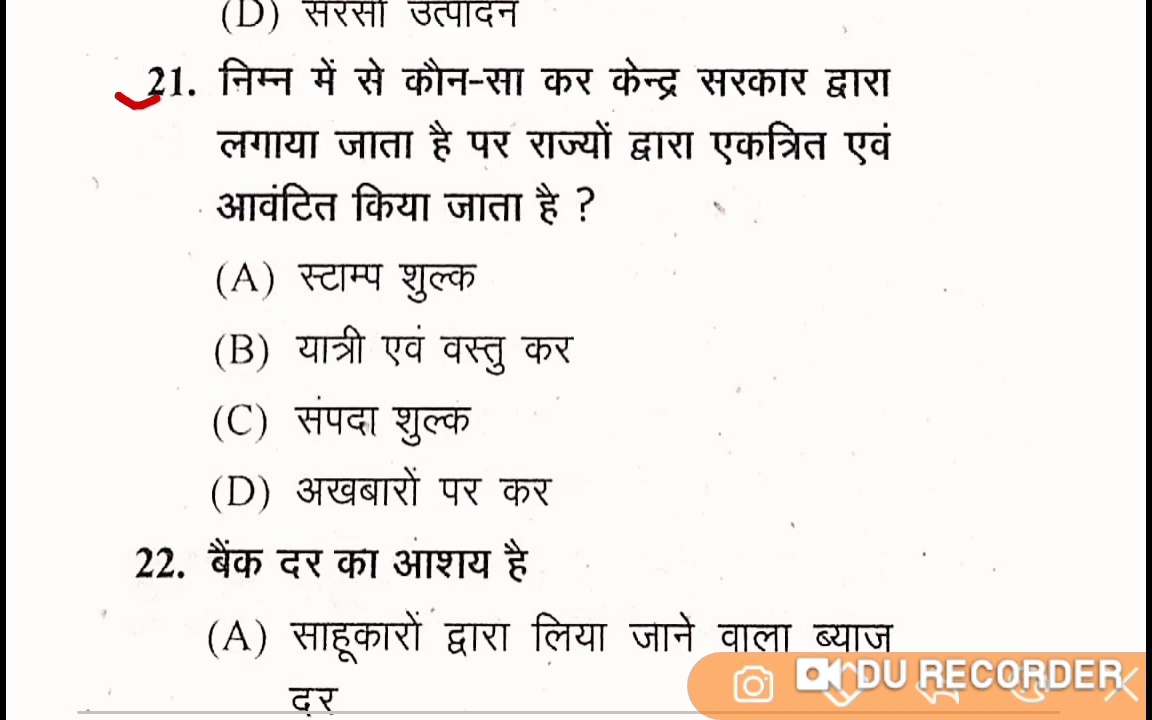 (D) सरसों उत्पादन
21. निम्न में से कौन-सा कर केन्द्र सरकार द्वारा
लगाया जाता है पर राज्यों द्वारा एकत्रित एवं
आवंटित किया जाता है ?
(A) स्टाम्प शुल्क
(B) यात्री एवं वस्तु कर
(C) संपदा शुल्क
(D) अखबारों पर कर
22. बैंक दर का आशय है
(A) साहूकारों द्वारा लिया जाने वाला ब्याज
दर
DU RECORDER